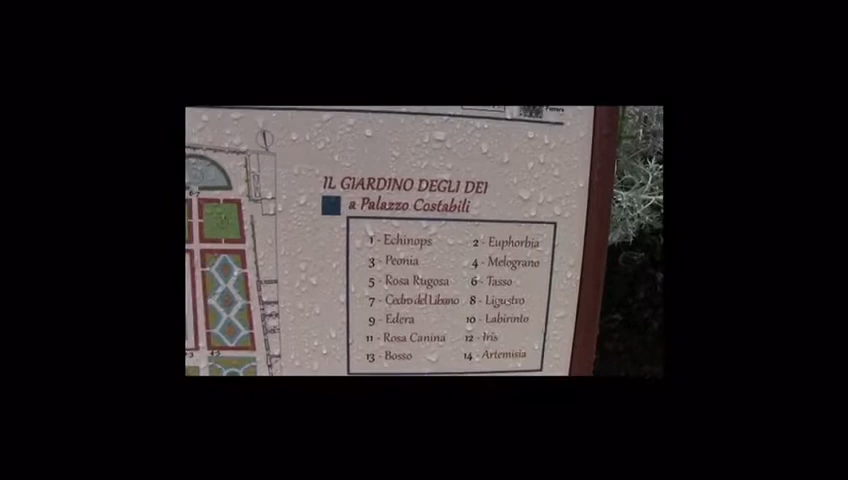 IL GIARDINO DEGLI DEI
a Palazzo Costabili
1 - Echinops 2 - Euphorbia
3 - Peonia 4 - Melograno
5 - Rosa Rugosa 6 - Tasso
7 - Cedro del Libano 8 - Ligustro
9 - Edera 10 - Labirinto
11 - Rosa Canina 12 - Iris
13 - Bosso 14 - Artemisia